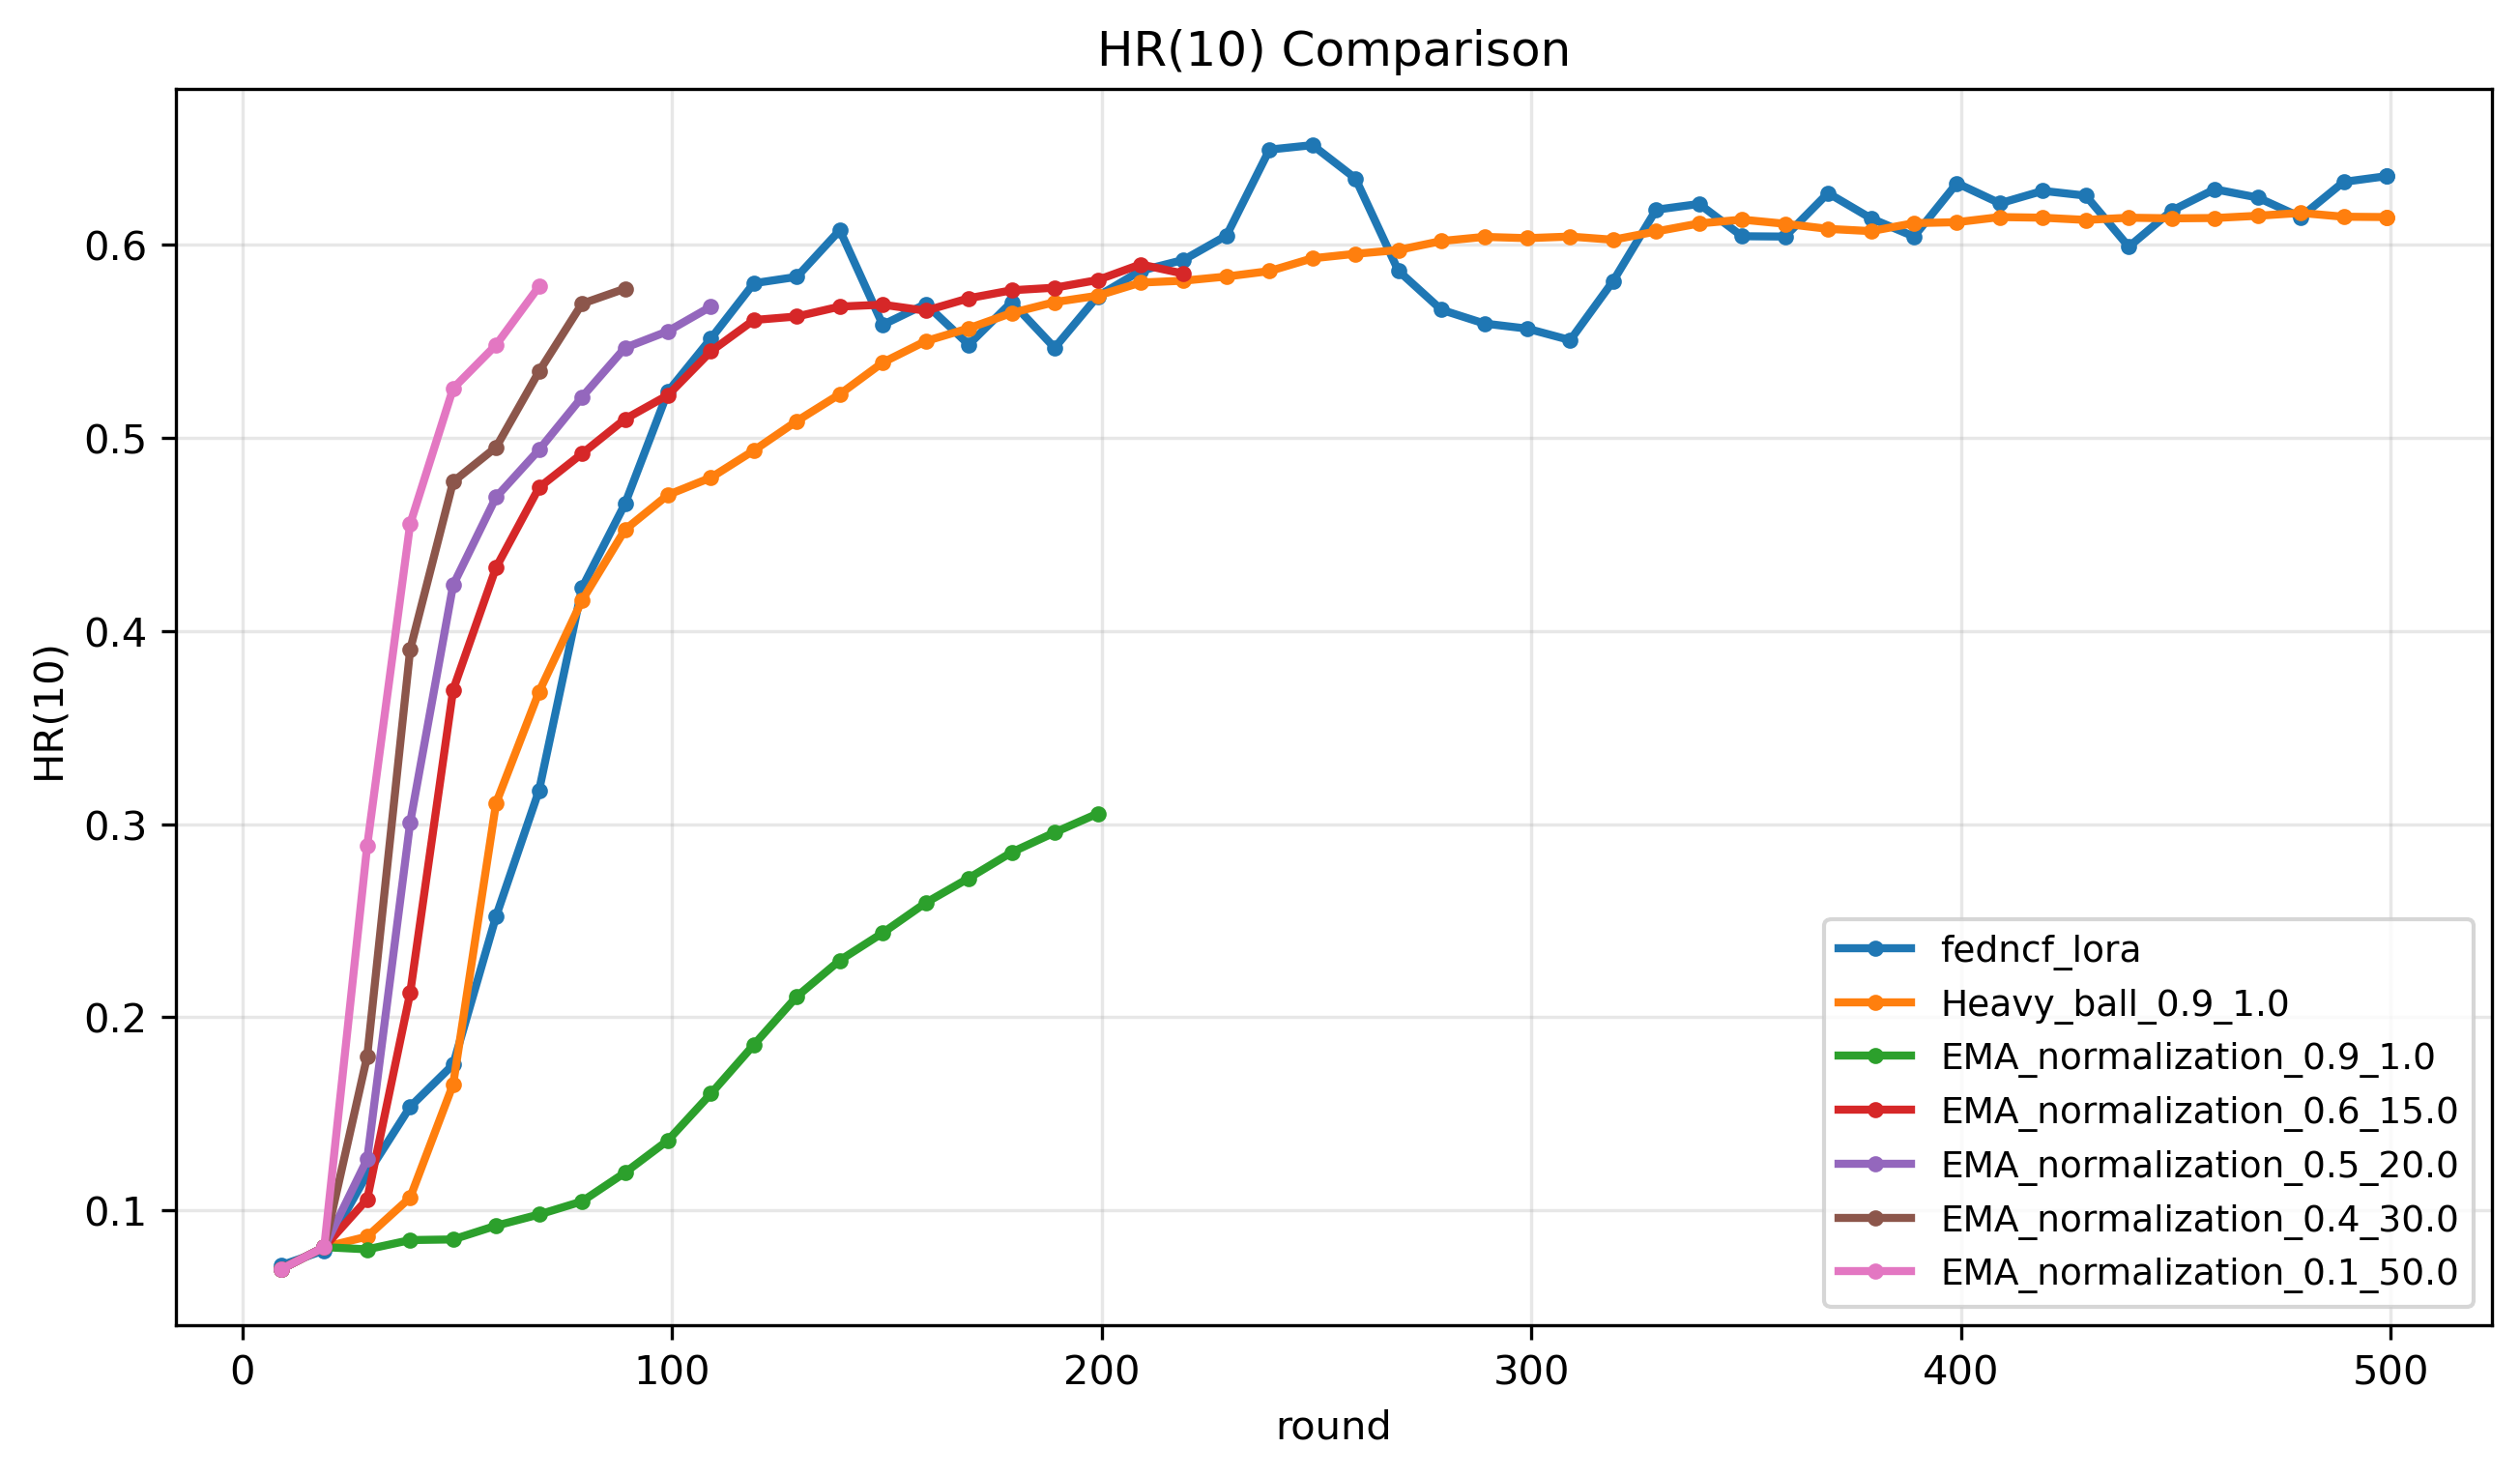 HR(10) Comparison
HR(10)
0.6
0.5
0.4
0.3
0.2
0.1
0 100 200 300 400 500
round
fedncf_lora
Heavy_ball_0.9_1.0
EMA_normalization_0.9_1.0
EMA_normalization_0.6_15.0
EMA_normalization_0.5_20.0
EMA_normalization_0.4_30.0
EMA_normalization_0.1_50.0